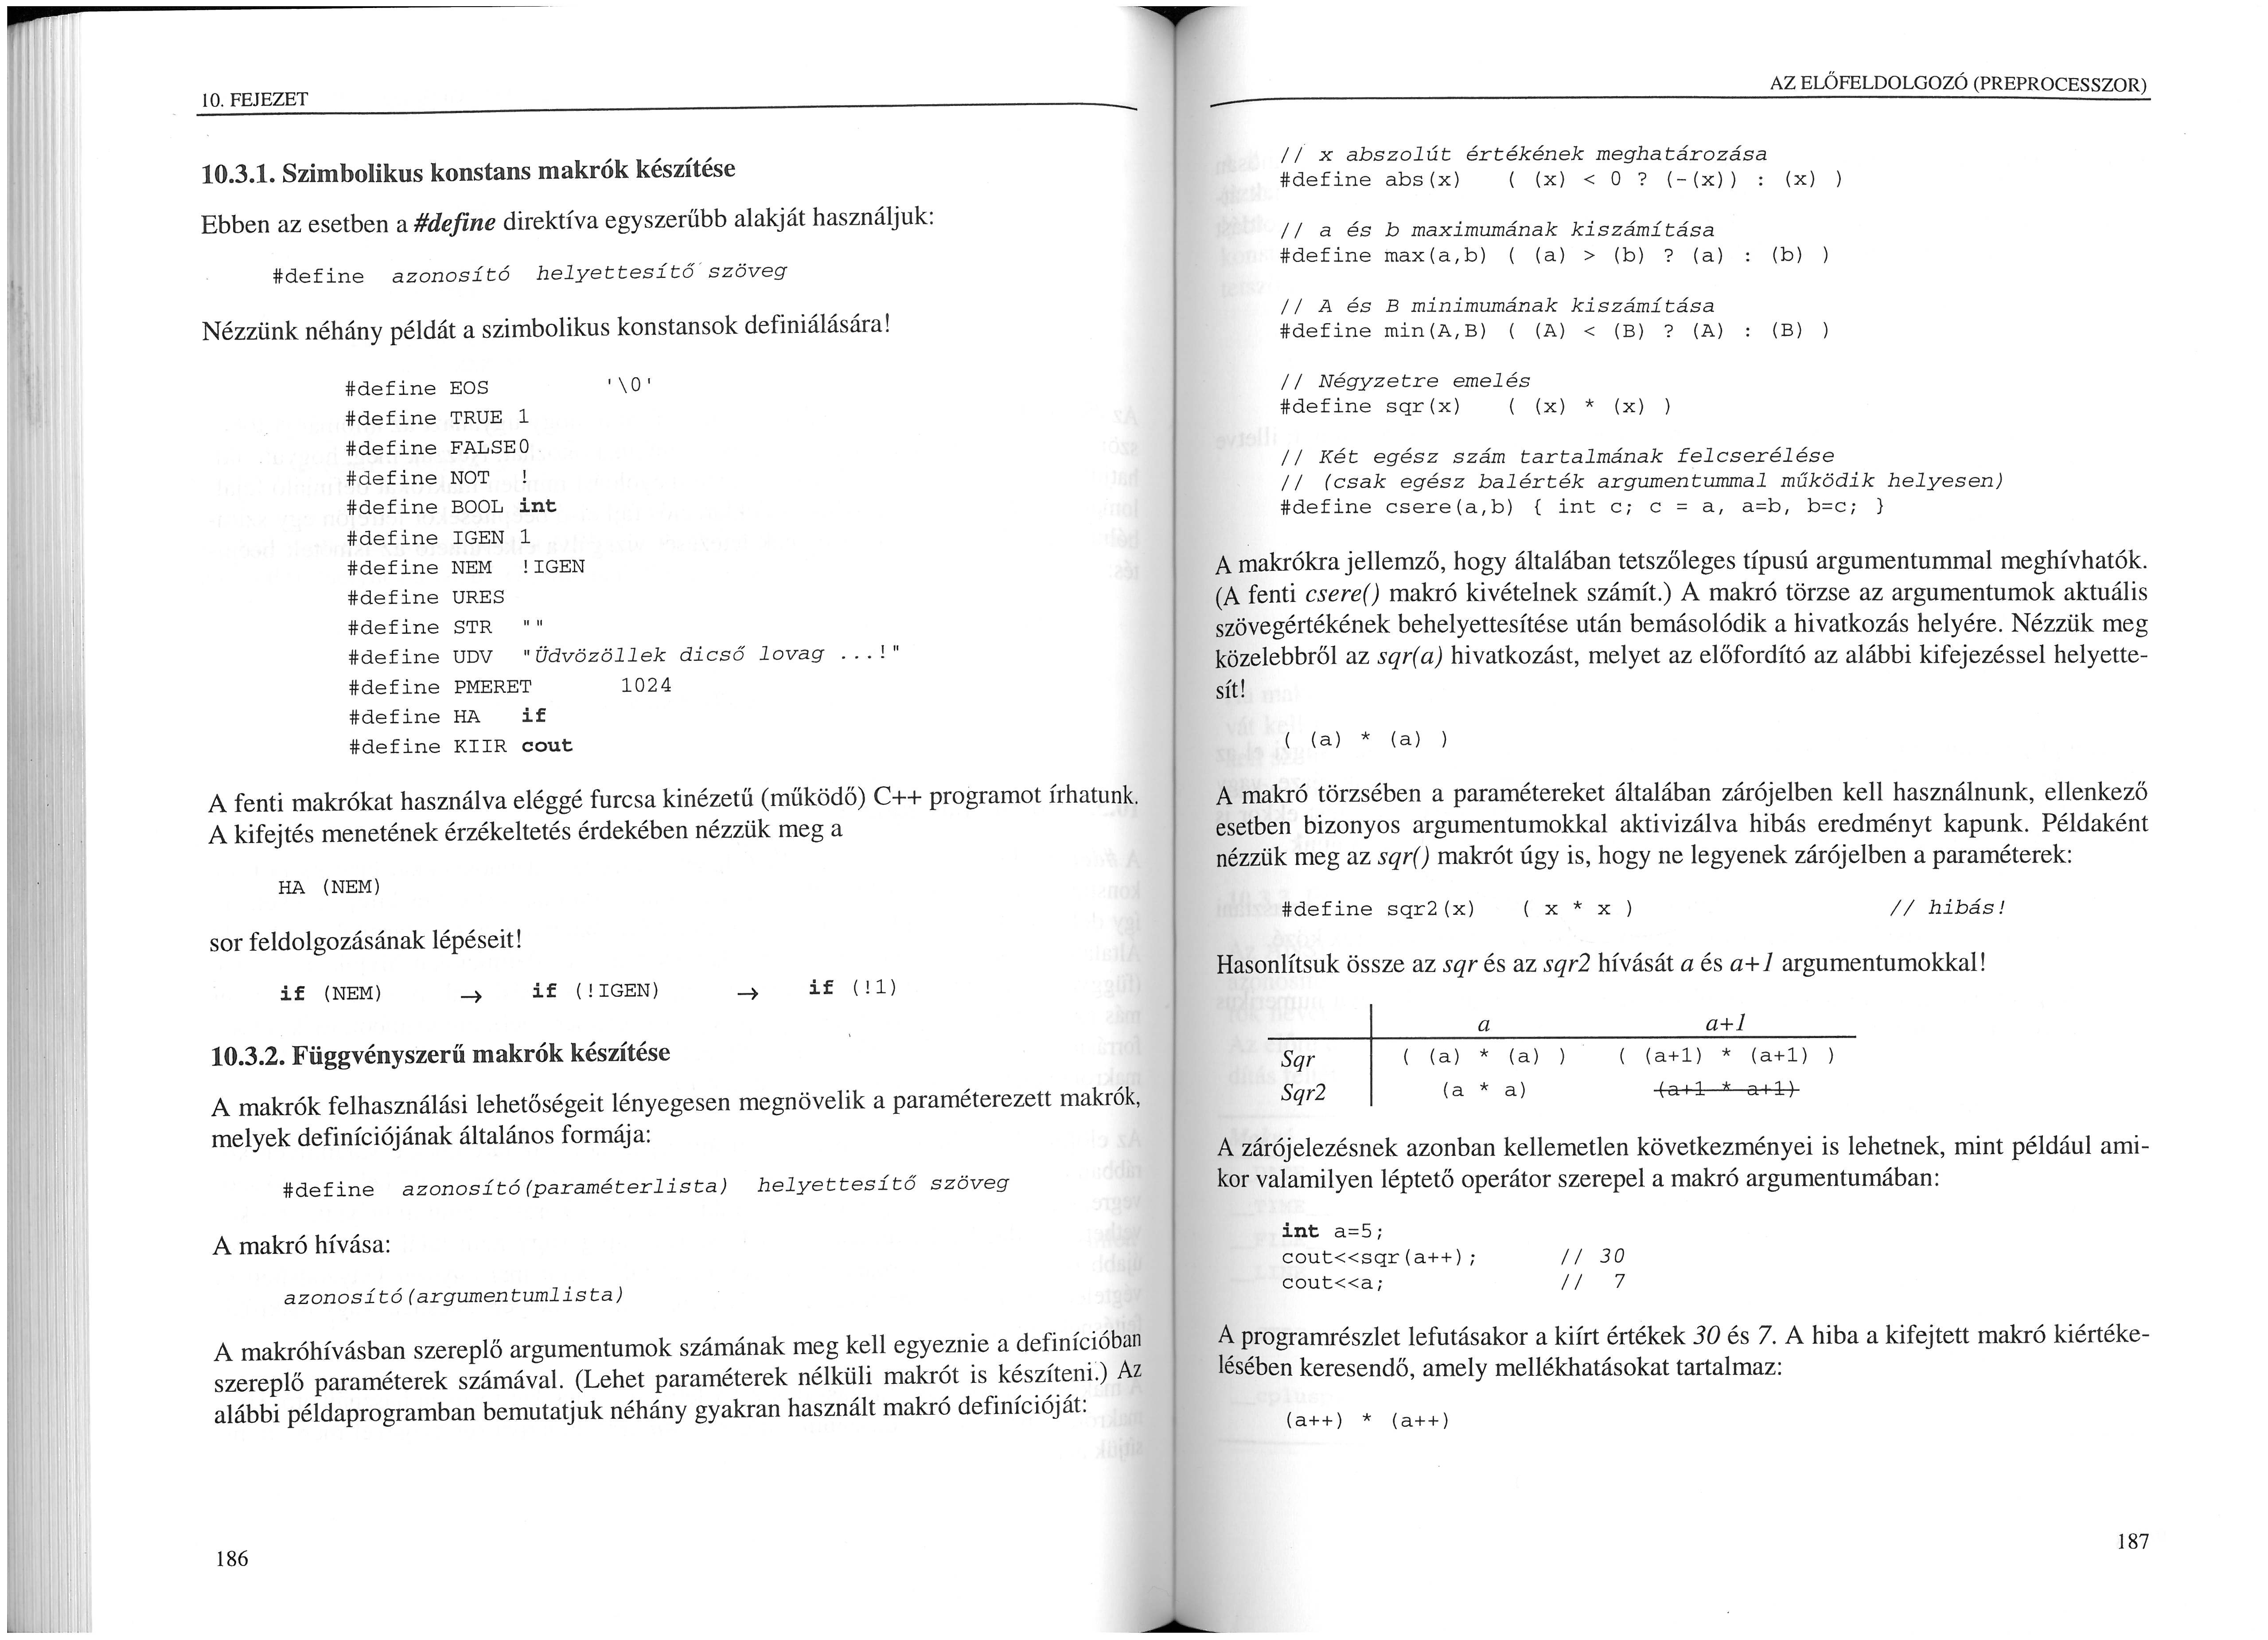 10. FEJEZET
10.3.1. Szimbolikus konstans makrók készítése
Ebben az esetben a #define direktíva egyszerűbb alakját használjuk:
#define azonosító helyettesítő szöveg
Nézzünk néhány példát a szimbolikus konstansok definiálására!
#define EOS '\0'
#define TRUE 1
#define FALSE0
#define NOT !
#define BOOL int
#define IGEN 1
#define NEM !IGEN
#define URES
#define STR ""
#define UDV "Üdvözöllek dicső lovag ...!"
#define PMERET 1024
#define HA if
#define KIIR cout
A fenti makrókat használva eléggé furcsa kinézetű (működő) C++ programot írhatunk.
A kifejtés menetének érzékeltetés érdekében nézzük meg a
HA (NEM)
sor feldolgozásának lépéseit!
if (NEM) → if (!IGEN) → if (!1)
10.3.2. Függvényszerű makrók készítése
A makrók felhasználási lehetőségeit lényegesen megnövelik a paraméterezett makrók,
melyek definíciójának általános formája:
#define azonosító(paraméterlista) helyettesítő szöveg
A makró hívása:
azonosító(argumentumlista)
A makróhívásban szereplő argumentumok számának meg kell egyeznie a definícióban
szereplő paraméterek számával. (Lehet paraméterek nélküli makrót is készíteni.) Az
alábbi példaprogramban bemutatjuk néhány gyakran használt makró definícióját:
186
AZ ELŐFELDOLGOZÓ (PREPROCESSZOR)
// x abszolút értékének meghatározása
#define abs(x) ( (x) < 0 ? (-(x)) : (x) )
// a és b maximumának kiszámítása
#define max(a,b) ( (a) > (b) ? (a) : (b) )
// A és B minimumának kiszámítása
#define min(A,B) ( (A) < (B) ? (A) : (B) )
// Négyzetre emelés
#define sqr(x) ( (x) * (x) )
// Két egész szám tartalmának felcserélése
// (csak egész balérték argumentummal működik helyesen)
#define csere(a,b) { int c; c = a, a=b, b=c; }
A makrókra jellemző, hogy általában tetszőleges típusú argumentummal meghívhatók.
(A fenti csere() makró kivételnek számít.) A makró törzse az argumentumok aktuális
szövegértékének behelyettesítése után bemásolódik a hivatkozás helyére. Nézzük meg
közelebbről az sqr(a) hivatkozást, melyet az előfordító az alábbi kifejezéssel helyette-
sít!
( (a) * (a) )
A makró törzsében a paramétereket általában zárójelben kell használnunk, ellenkező
esetben bizonyos argumentumokkal aktivizálva hibás eredményt kapunk. Példaként
nézzük meg az sqr() makrót úgy is, hogy ne legyenek zárójelben a paraméterek:
#define sqr2(x) ( x * x ) // hibás!
Hasonlítsuk össze az sqr és az sqr2 hívását a és a+1 argumentumokkal!
a a+1
Sqr ( (a) * (a) ) ( (a+1) * (a+1) )
Sqr2 (a * a) (a+1 * a+1)
A zárójelezésnek azonban kellemetlen következményei is lehetnek, mint például ami-
kor valamilyen léptető operátor szerepel a makró argumentumában:
int a=5;
cout<<sqr(a++); // 30
cout<<a; // 7
A programrészlet lefutásakor a kiírt értékek 30 és 7. A hiba a kifejtett makró kiértéke-
lésében keresendő, amely mellékhatásokat tartalmaz:
(a++) * (a++)
187